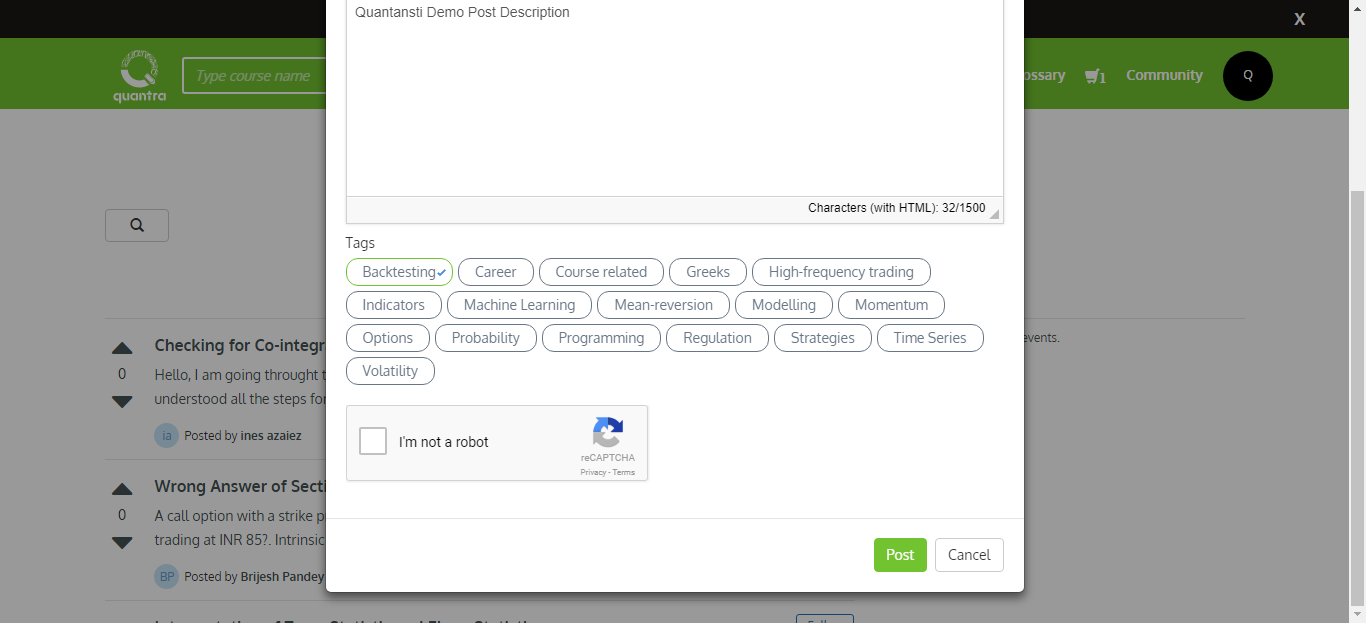 Quantansti Demo Post Description
X
quantra
Type course name
ossary
1
Community
Q
Characters (with HTML): 32/1500
Tags
Backtesting
Career
Course related
Greeks
High-frequency trading
Indicators
Machine Learning
Mean-reversion
Modelling
Momentum
Options
Probability
Programming
Regulation
Strategies
Time Series
Volatility
events.
Checking for Co-integr
0
Hello, I am going throught t
understood all the steps for
ia
Posted by ines azaiez
I'm not a robot
reCAPTCHA
Privacy - Terms
Wrong Answer of Secti
0
A call option with a strike p
trading at INR 85?. Intrinsic
BP
Posted by Brijesh Pandey
Post
Cancel